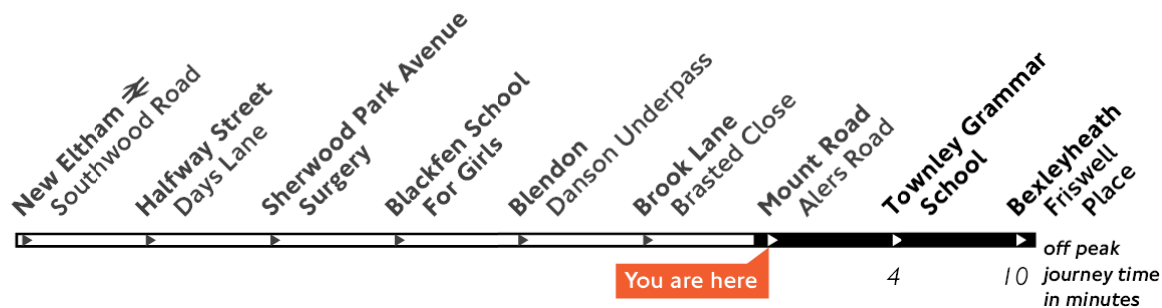 New Eltham
Southwood Road
Halfway Street
Days Lane
Sherwood Park Avenue
Surgery
Blackfen School
For Girls
Blendon
Danson Underpass
Brook Lane
Brasted Close
Mount Road
Alers Road
Townley Grammar
School
Bexleyheath
Friswell
Place
You are here
4
10
off peak
journey time
in minutes